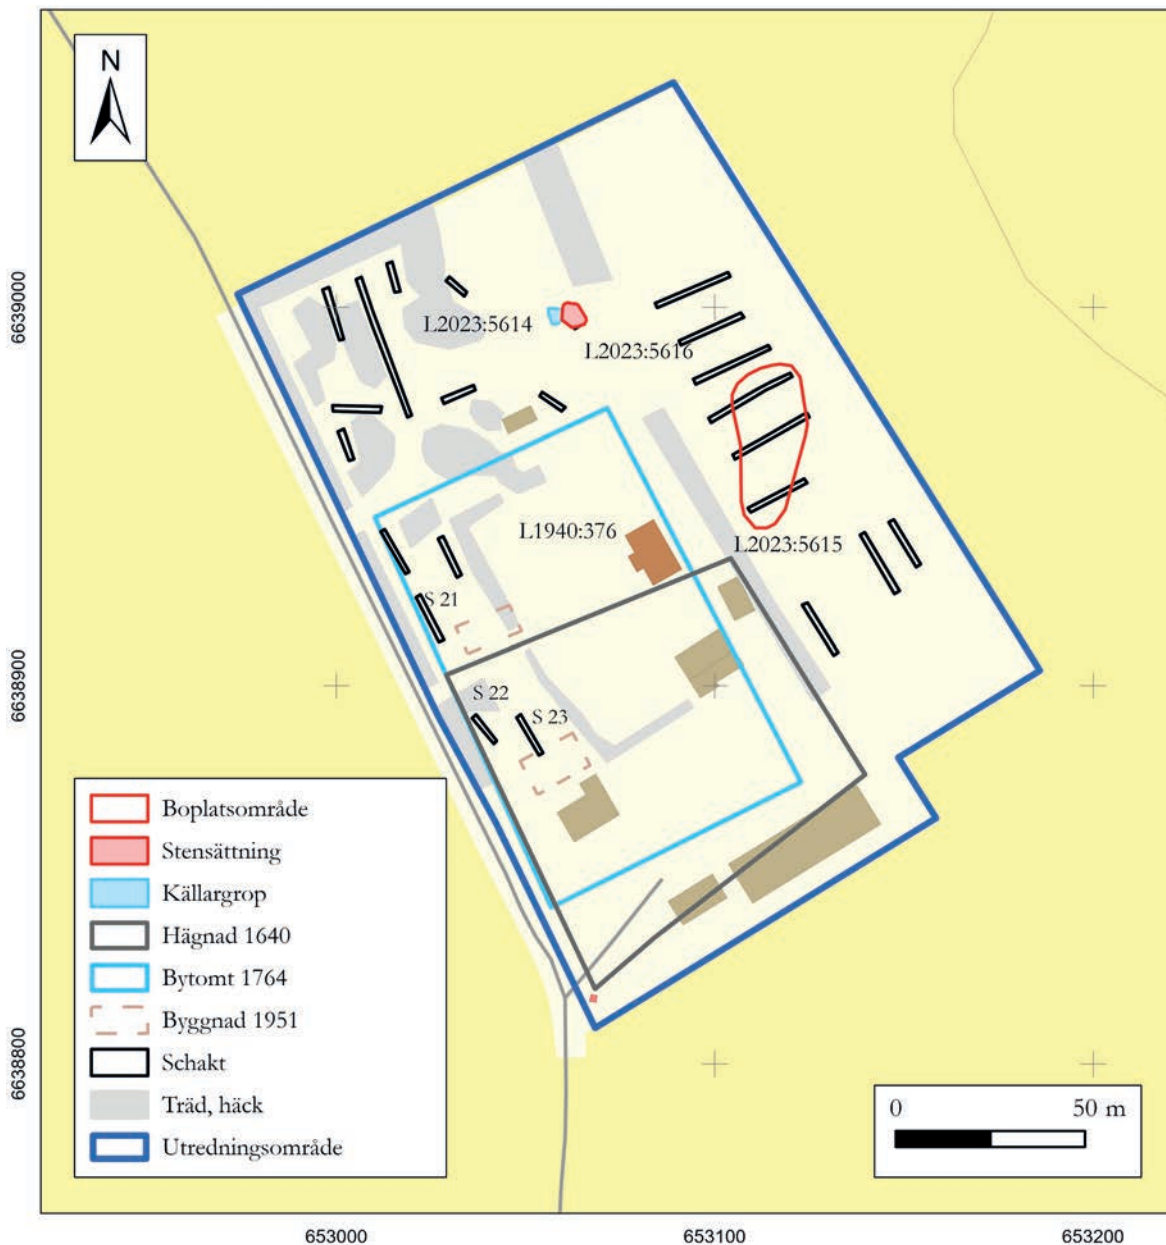 N
6639000
6638900
6638800
L2023:5614
L2023:5616
L1940:376
L2023:5615
S 21
S 22
S 23
Boplatsområde
Stensättning
Källargrop
Hägnad 1640
Bytomt 1764
Byggnad 1951
Schakt
Träd, häck
Utredningsområde
0 50 m
653000 653100 653200